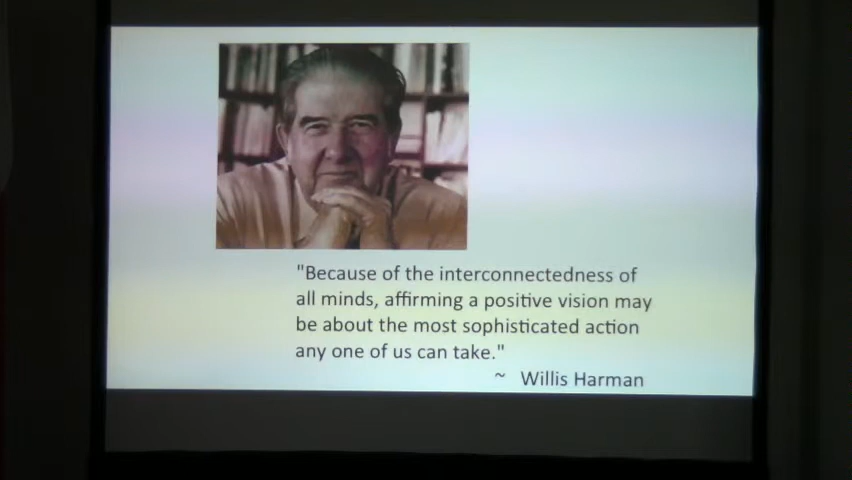 "Because of the interconnectedness of
all minds, affirming a positive vision may
be about the most sophisticated action
any one of us can take."
~ Willis Harman